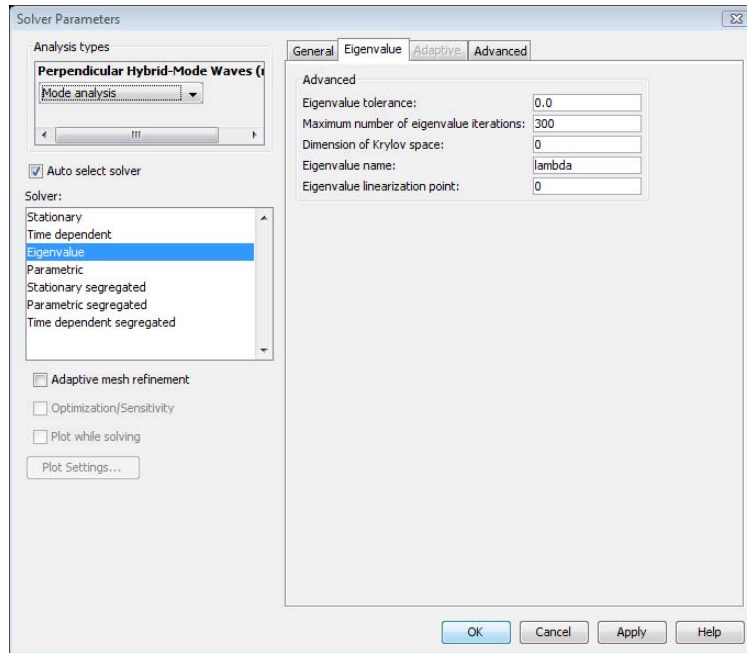 Solver Parameters
Analysis types
Perpendicular Hybrid-Mode Waves (r
Mode analysis
Auto select solver
Solver:
Stationary
Time dependent
Eigenvalue
Parametric
Stationary segregated
Parametric segregated
Time dependent segregated
Adaptive mesh refinement
Optimization/Sensitivity
Plot while solving
Plot Settings...
General Eigenvalue Adaptive Advanced
Advanced
Eigenvalue tolerance: 0.0
Maximum number of eigenvalue iterations: 300
Dimension of Krylov space: 0
Eigenvalue name: lambda
Eigenvalue linearization point: 0
OK Cancel Apply Help